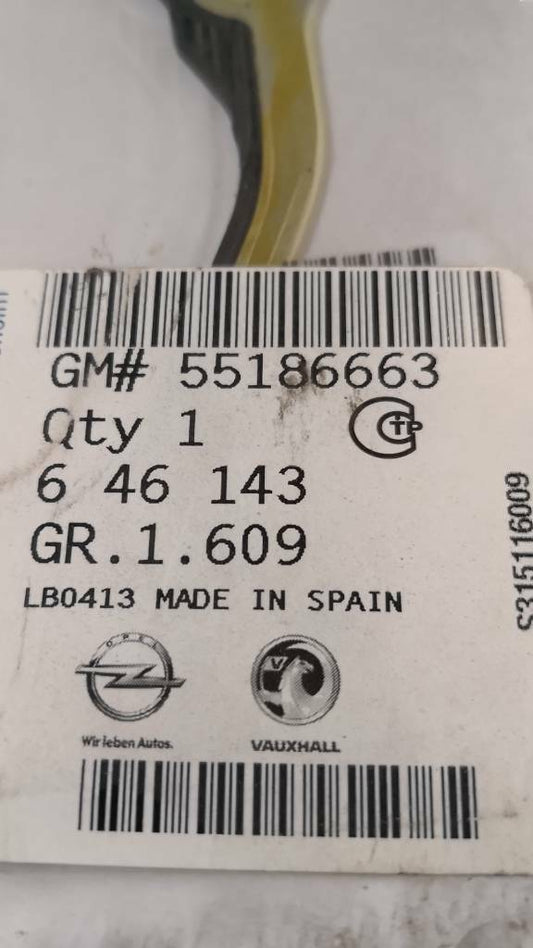 GM# 55186663
Qty 1
6 46 143
GR.1.609
LB0413 MADE IN SPAIN
S315116009
OPEL
Wir leben Autos.
V
VAUXHALL